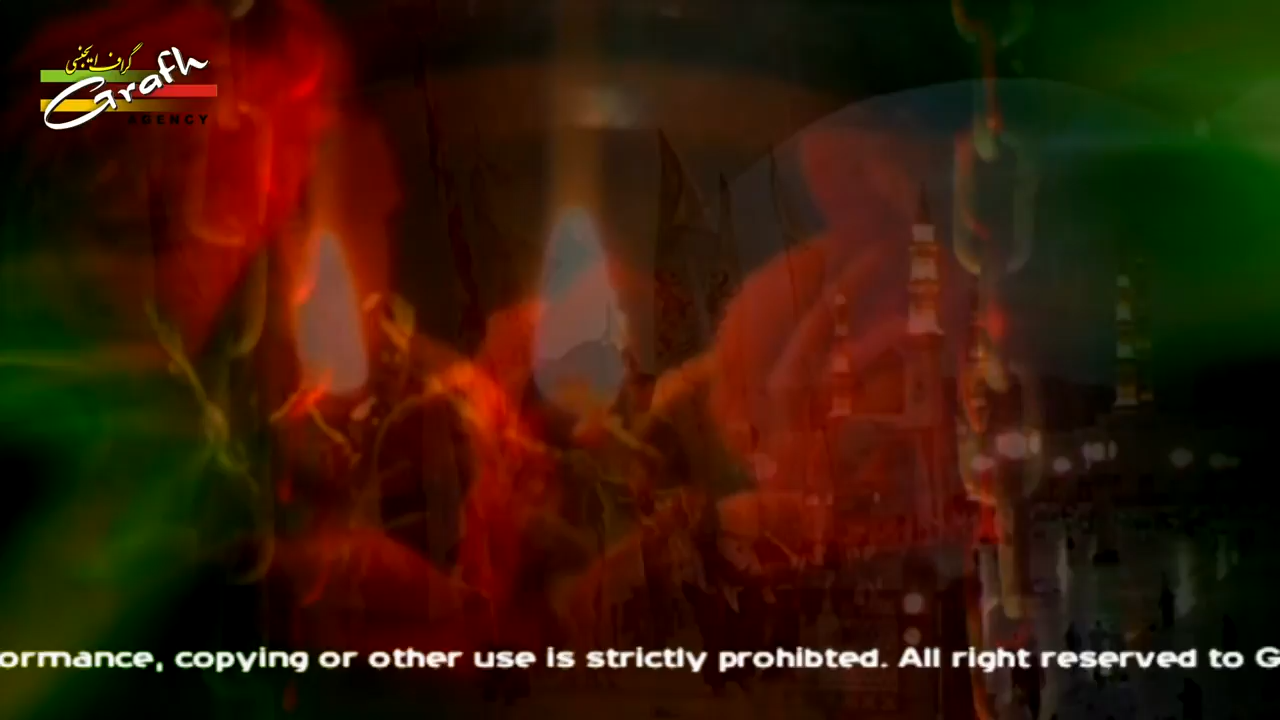 گراف ایجنسی
Grafh
AGENCY
ormance, copying or other use is strictly prohibted. All right reserved to G